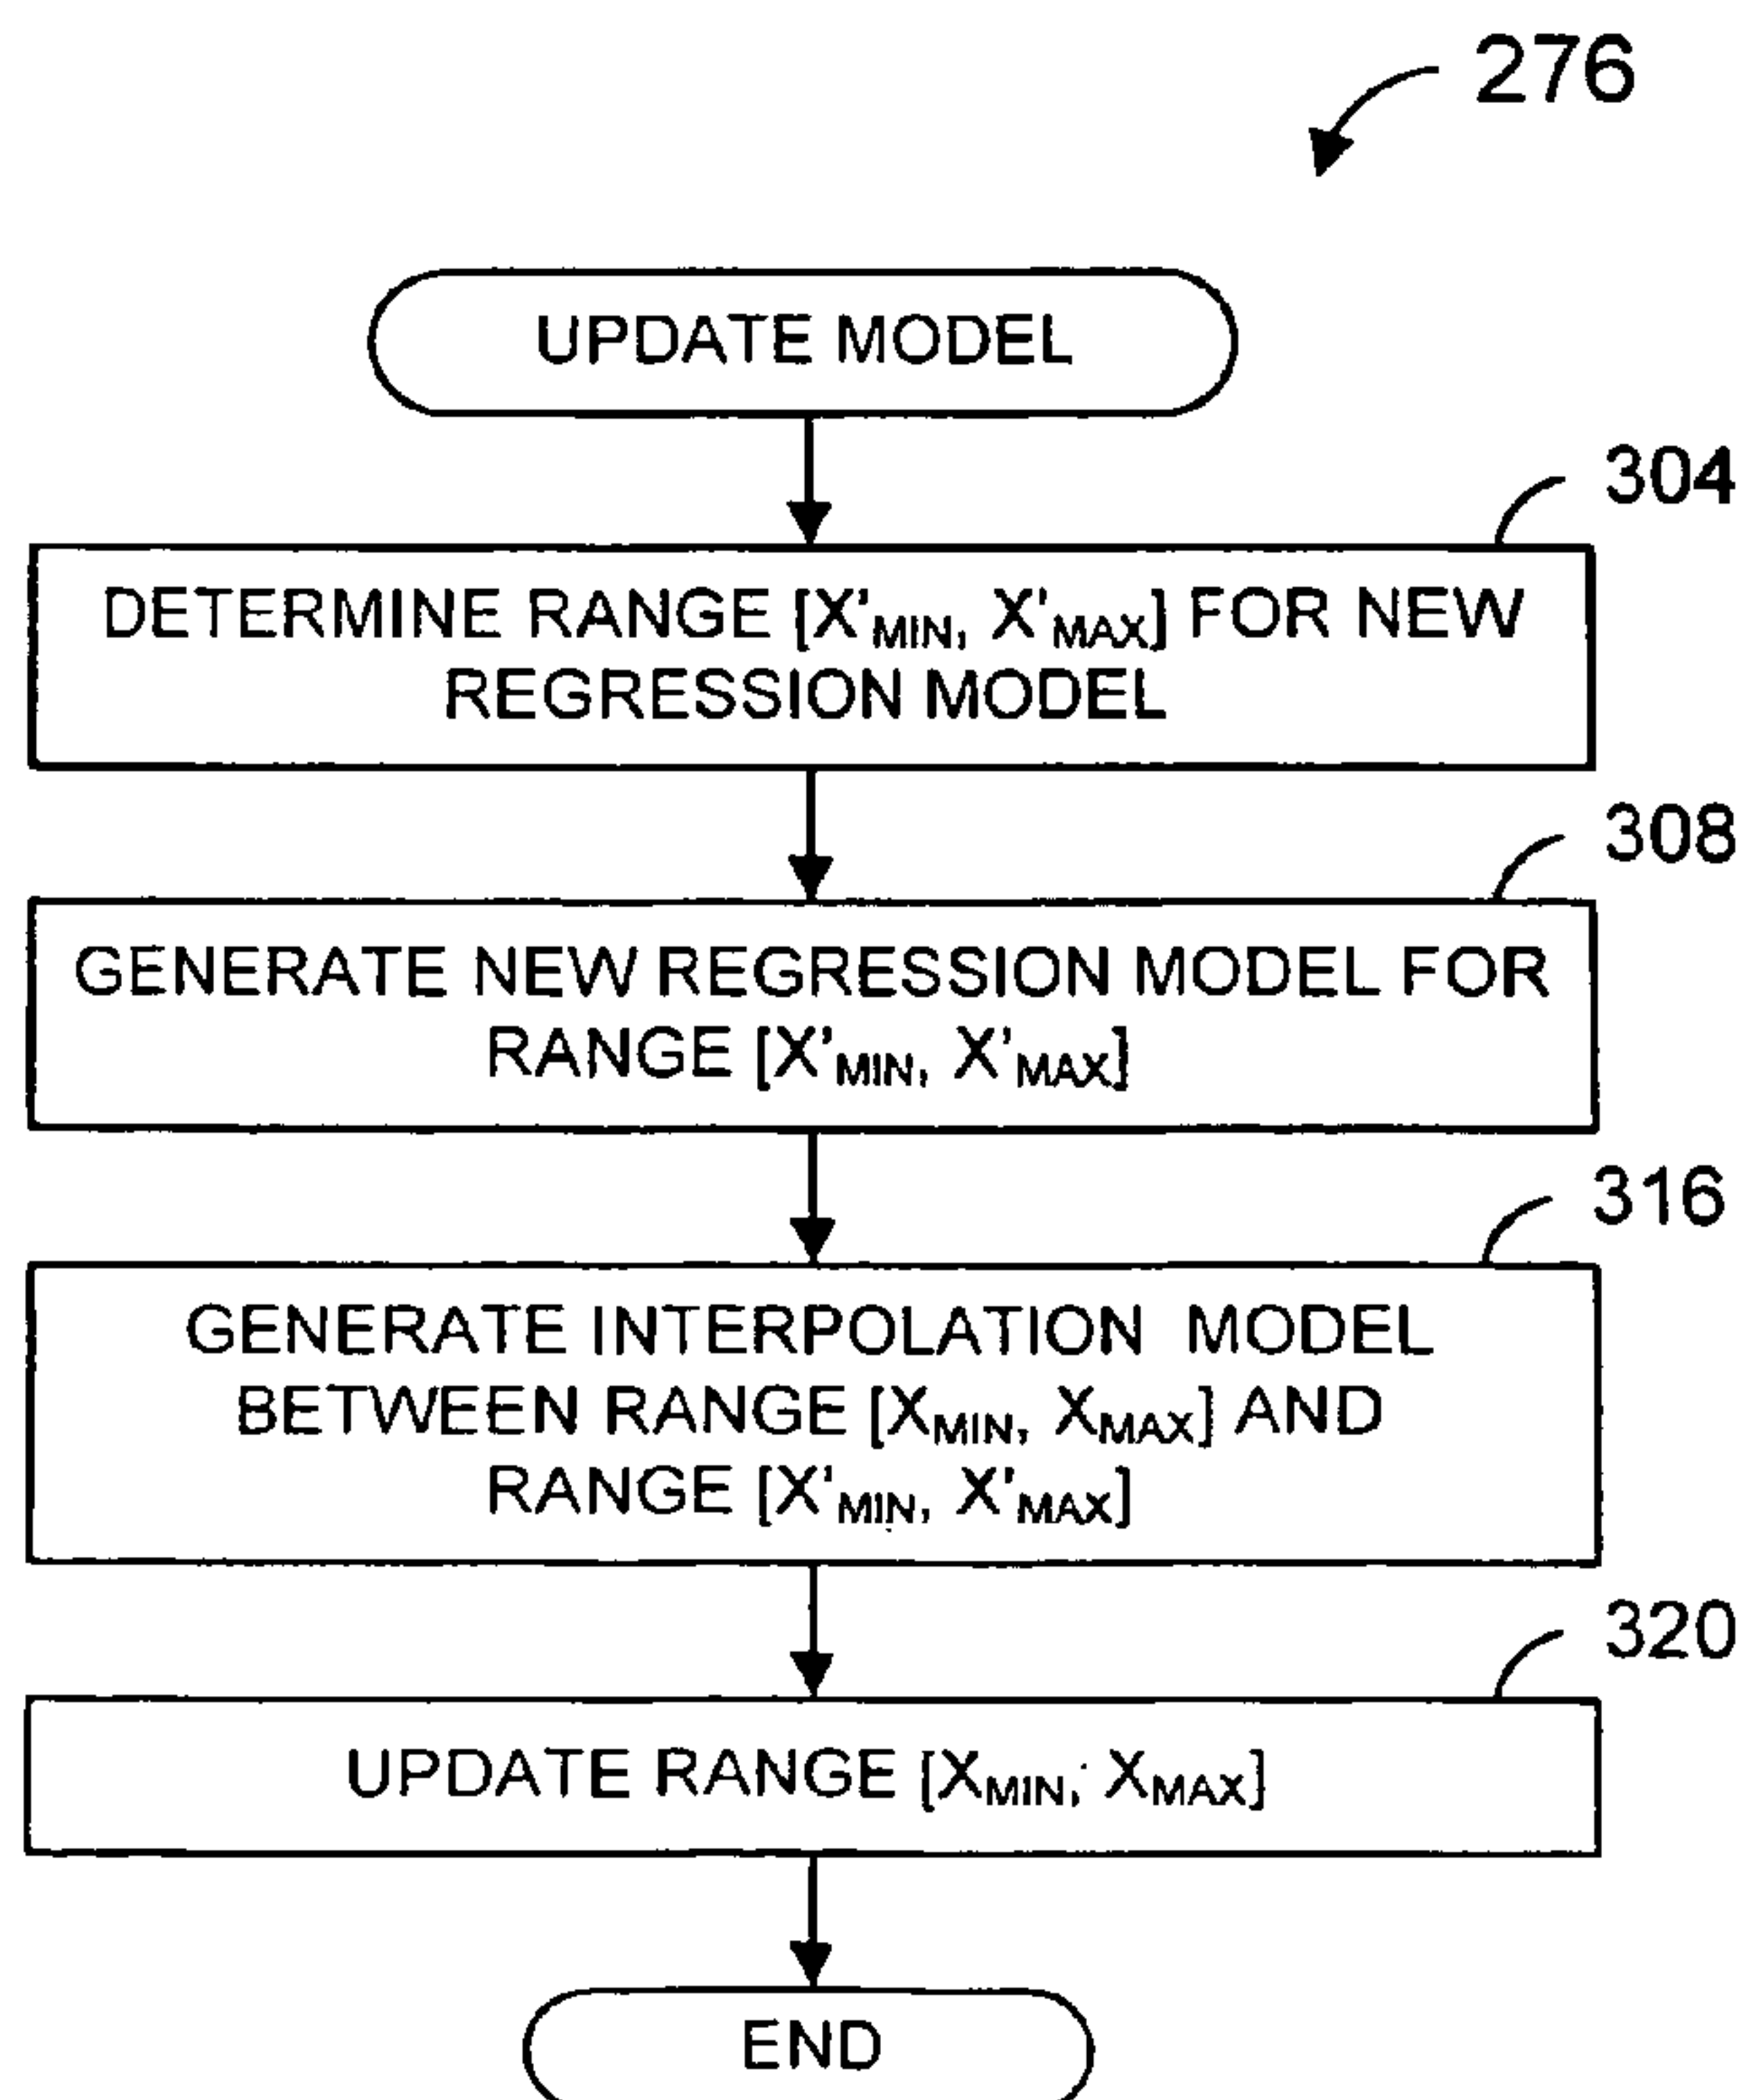 276
UPDATE MODEL
304
DETERMINE RANGE [X'MIN, X'MAX] FOR NEW
REGRESSION MODEL
308
GENERATE NEW REGRESSION MODEL FOR
RANGE [X'MIN, X'MAX]
316
GENERATE INTERPOLATION MODEL
BETWEEN RANGE [XMIN, XMAX] AND
RANGE [X'MIN, X'MAX]
320
UPDATE RANGE [XMIN, XMAX]
END